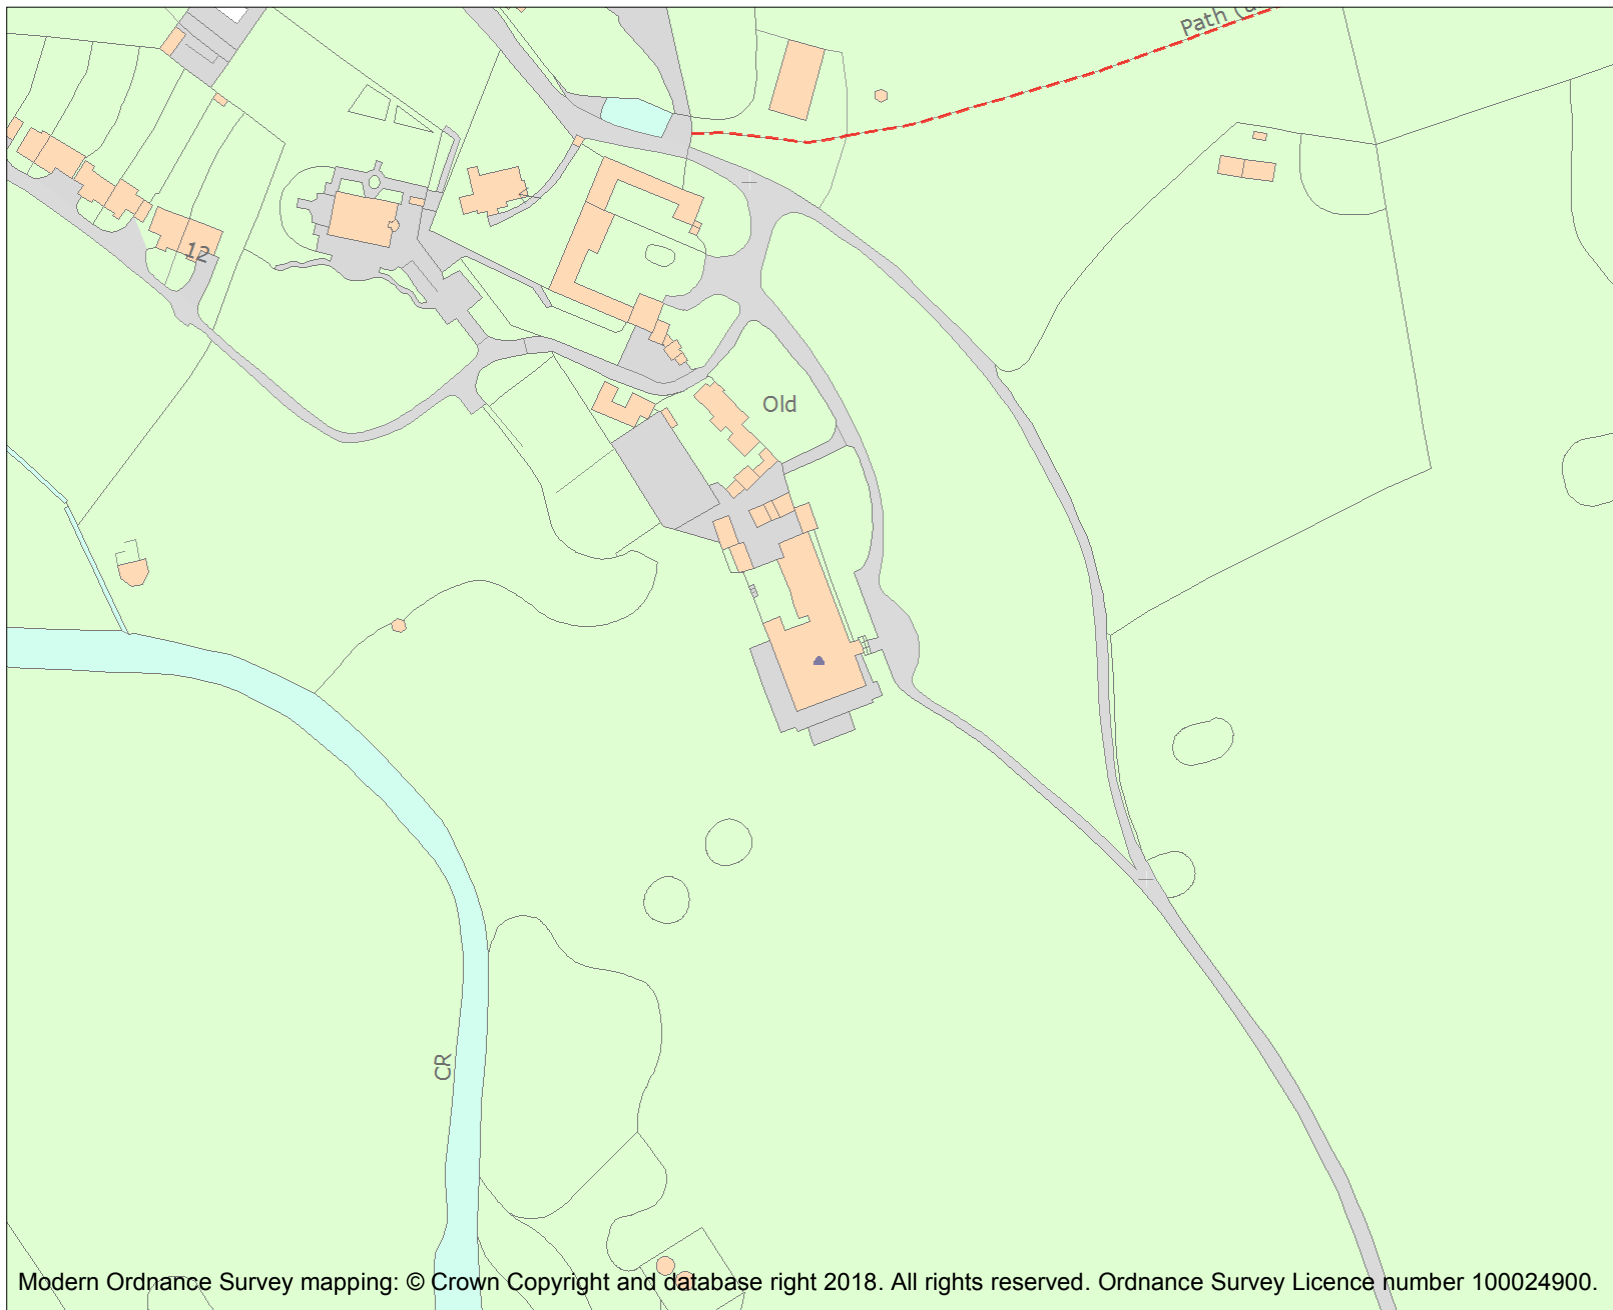 Path (u
12
Old
CR
Modern Ordnance Survey mapping: © Crown Copyright and database right 2018. All rights reserved. Ordnance Survey Licence number 100024900.